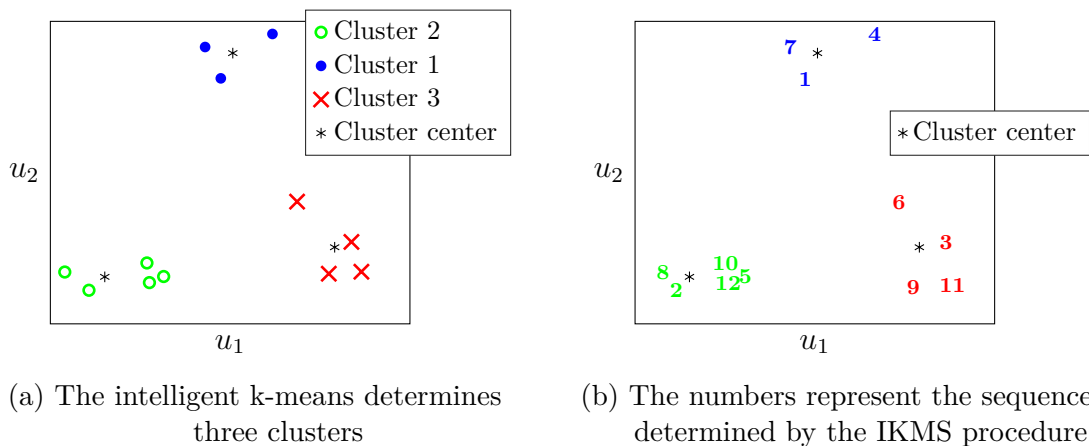 Cluster 2
Cluster 1
Cluster 3
* Cluster center
u2
u1
(a) The intelligent k-means determines
three clusters
7
4
*
1
* Cluster center
u2
6
3
*
8
*
10
5
2
12
9
11
u1
(b) The numbers represent the sequence
determined by the IKMS procedure